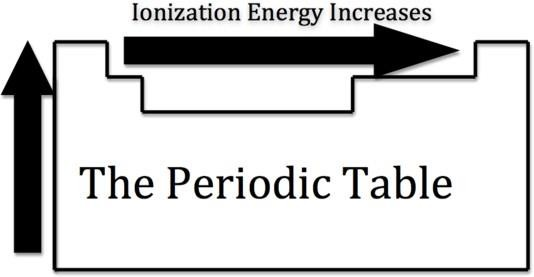 Ionization Energy Increases
The Periodic Table